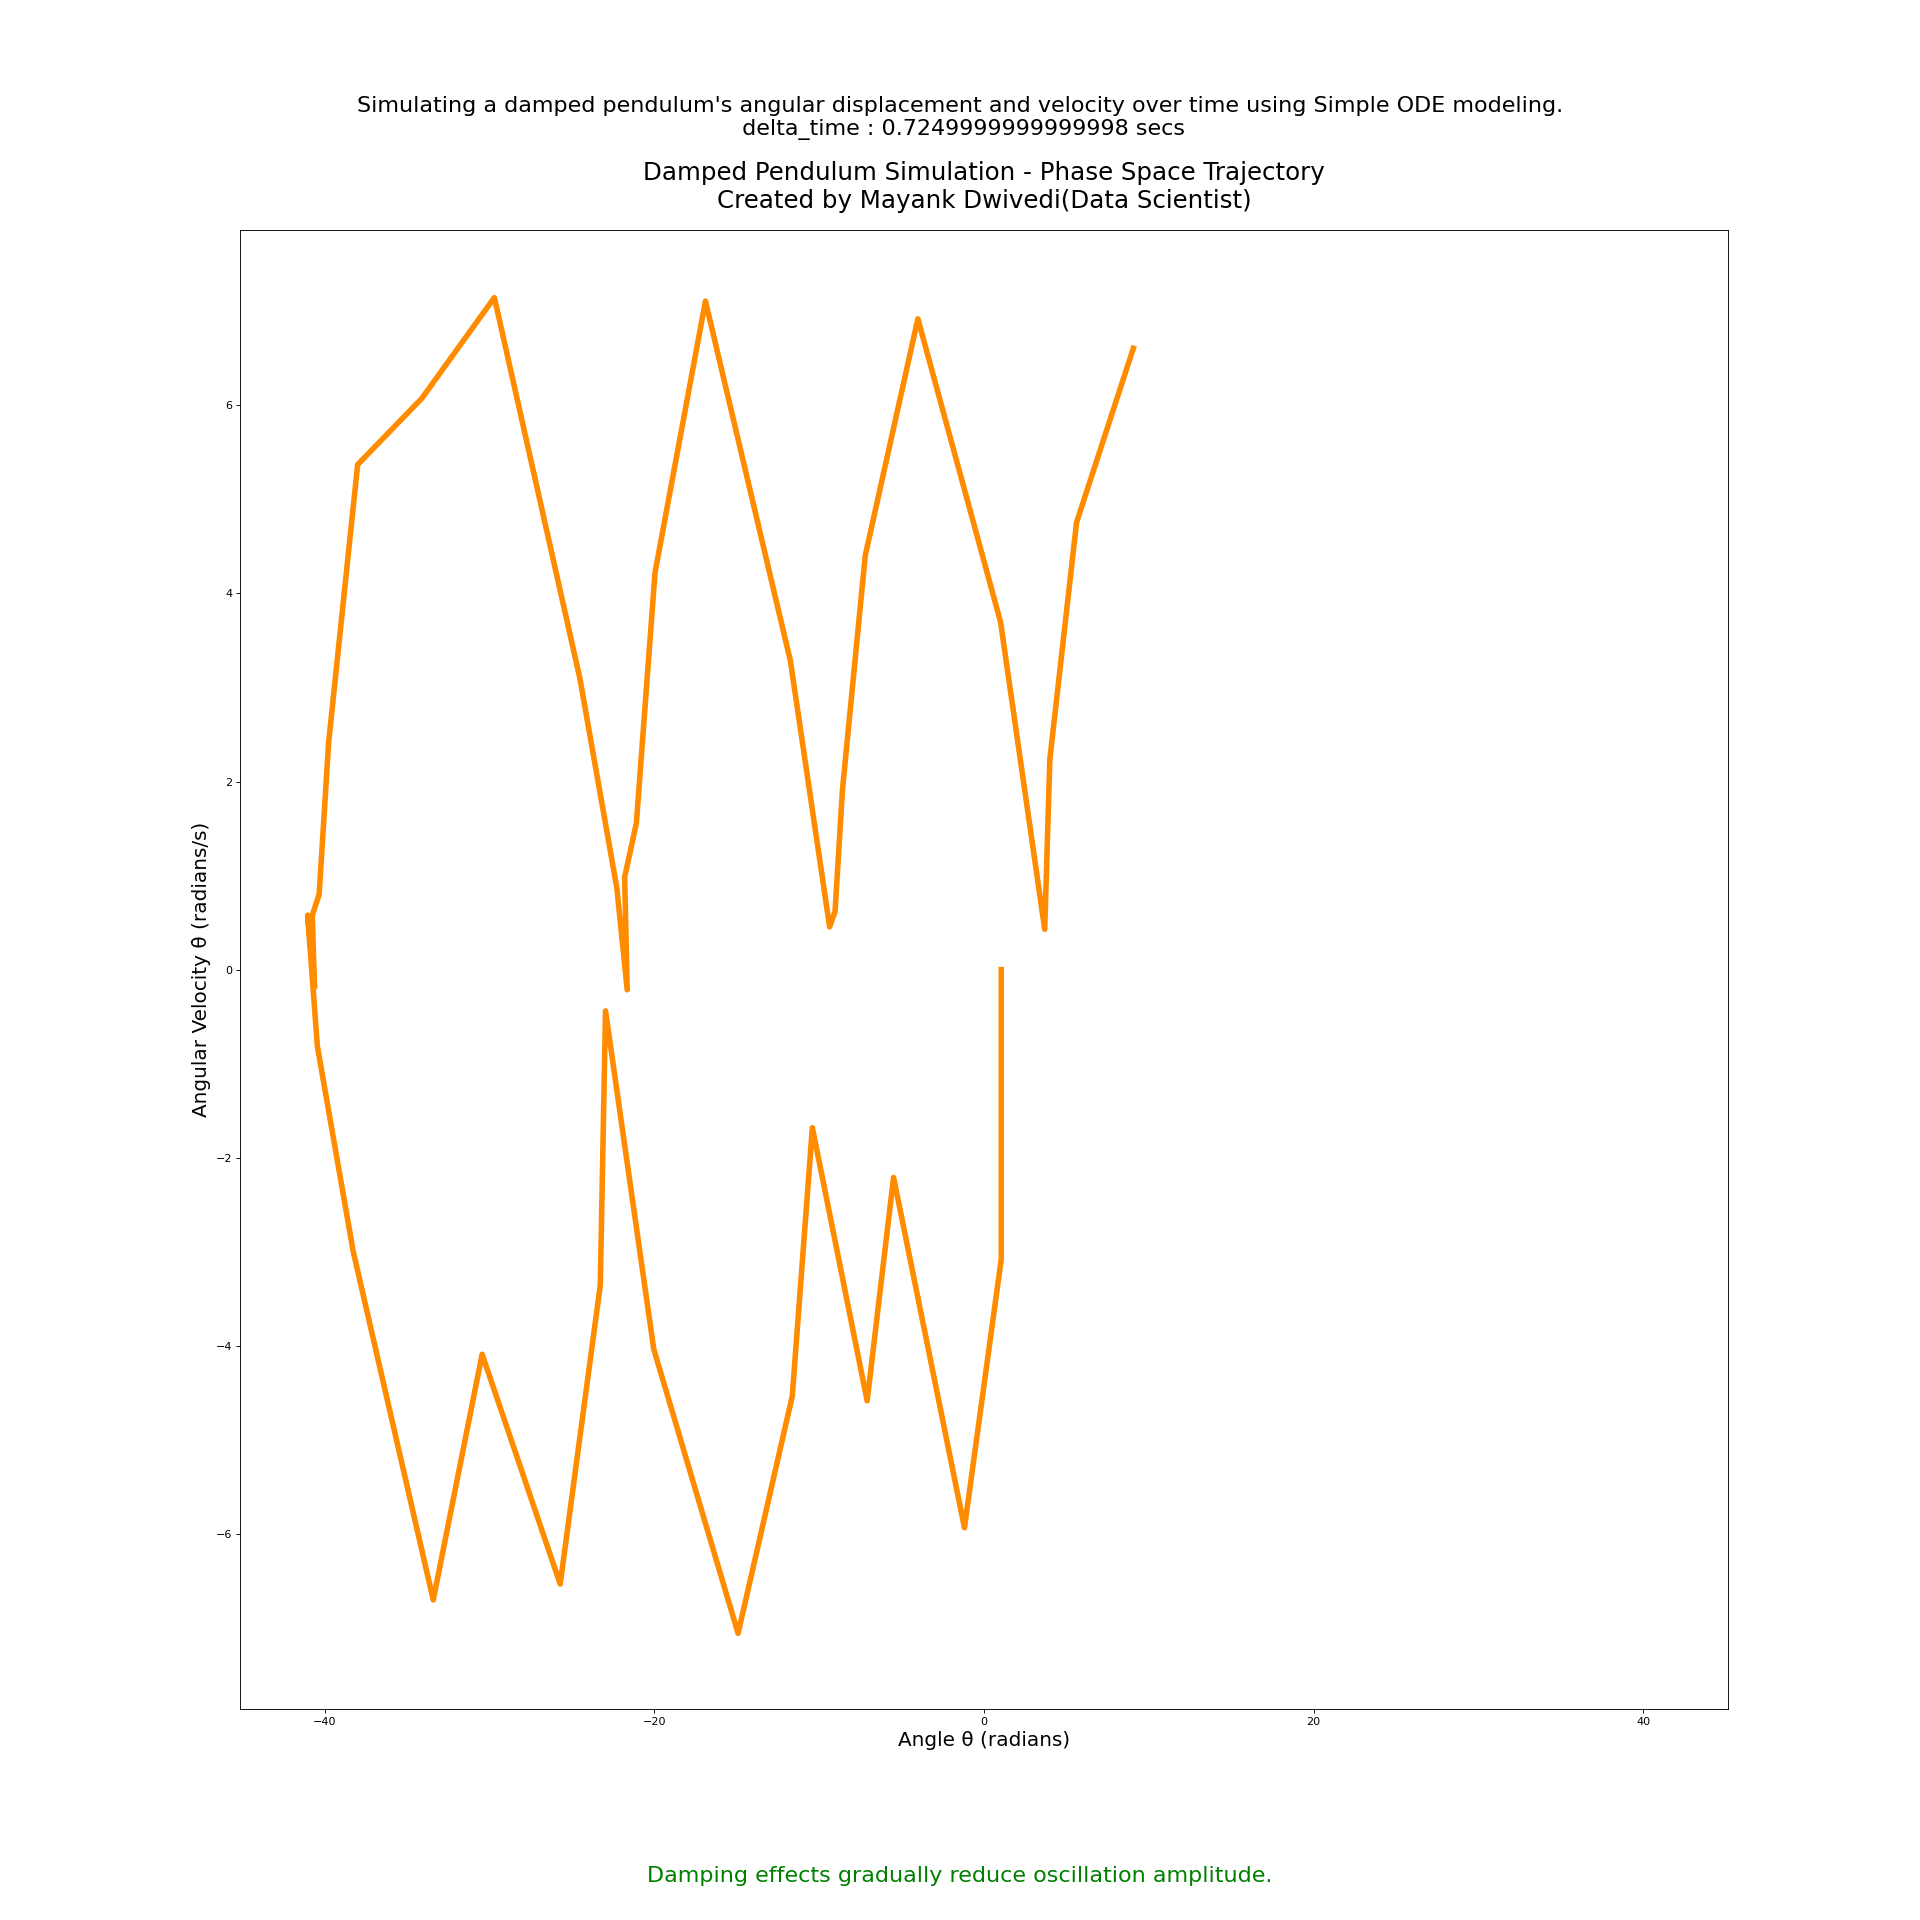 Simulating a damped pendulum's angular displacement and velocity over time using Simple ODE modeling.
delta_time : 0.7249999999999998 secs
Damped Pendulum Simulation - Phase Space Trajectory
Created by Mayank Dwivedi(Data Scientist)
6
4
2
0
−2
−4
−6
Angular Velocity θ̇ (radians/s)
−40
−20
0
20
40
Angle θ (radians)
Damping effects gradually reduce oscillation amplitude.